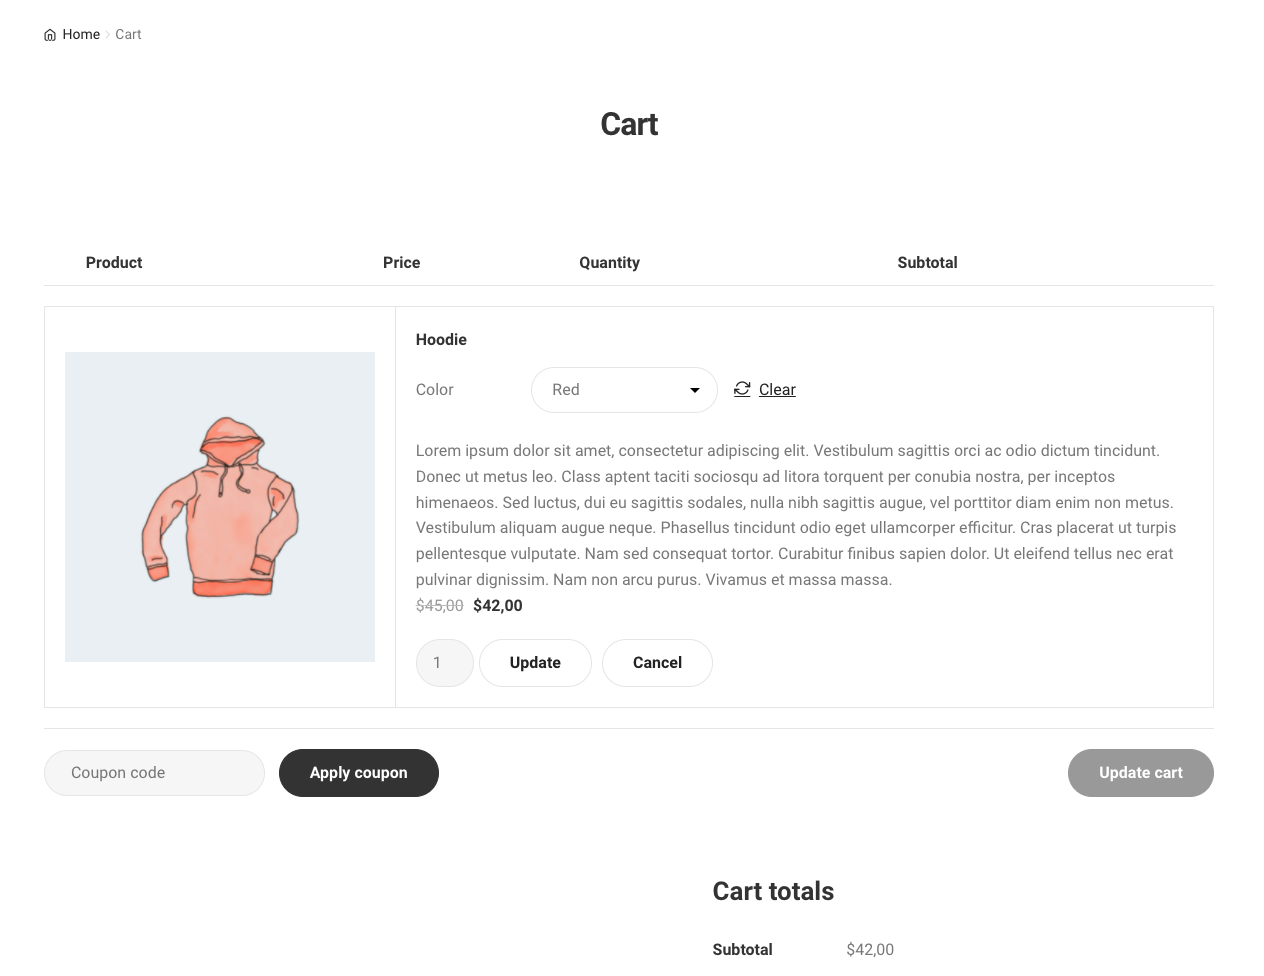 Home > Cart
Cart
Product Price Quantity Subtotal
Hoodie
Color Red Clear
Lorem ipsum dolor sit amet, consectetur adipiscing elit. Vestibulum sagittis orci ac odio dictum tincidunt.
Donec ut metus leo. Class aptent taciti sociosqu ad litora torquent per conubia nostra, per inceptos
himenaeos. Sed luctus, dui eu sagittis sodales, nulla nibh sagittis augue, vel porttitor diam enim non metus.
Vestibulum aliquam augue neque. Phasellus tincidunt odio eget ullamcorper efficitur. Cras placerat ut turpis
pellentesque vulputate. Nam sed consequat tortor. Curabitur finibus sapien dolor. Ut eleifend tellus nec erat
pulvinar dignissim. Nam non arcu purus. Vivamus et massa massa.
$45,00 $42,00
1 Update Cancel
Coupon code Apply coupon Update cart
Cart totals
Subtotal $42,00